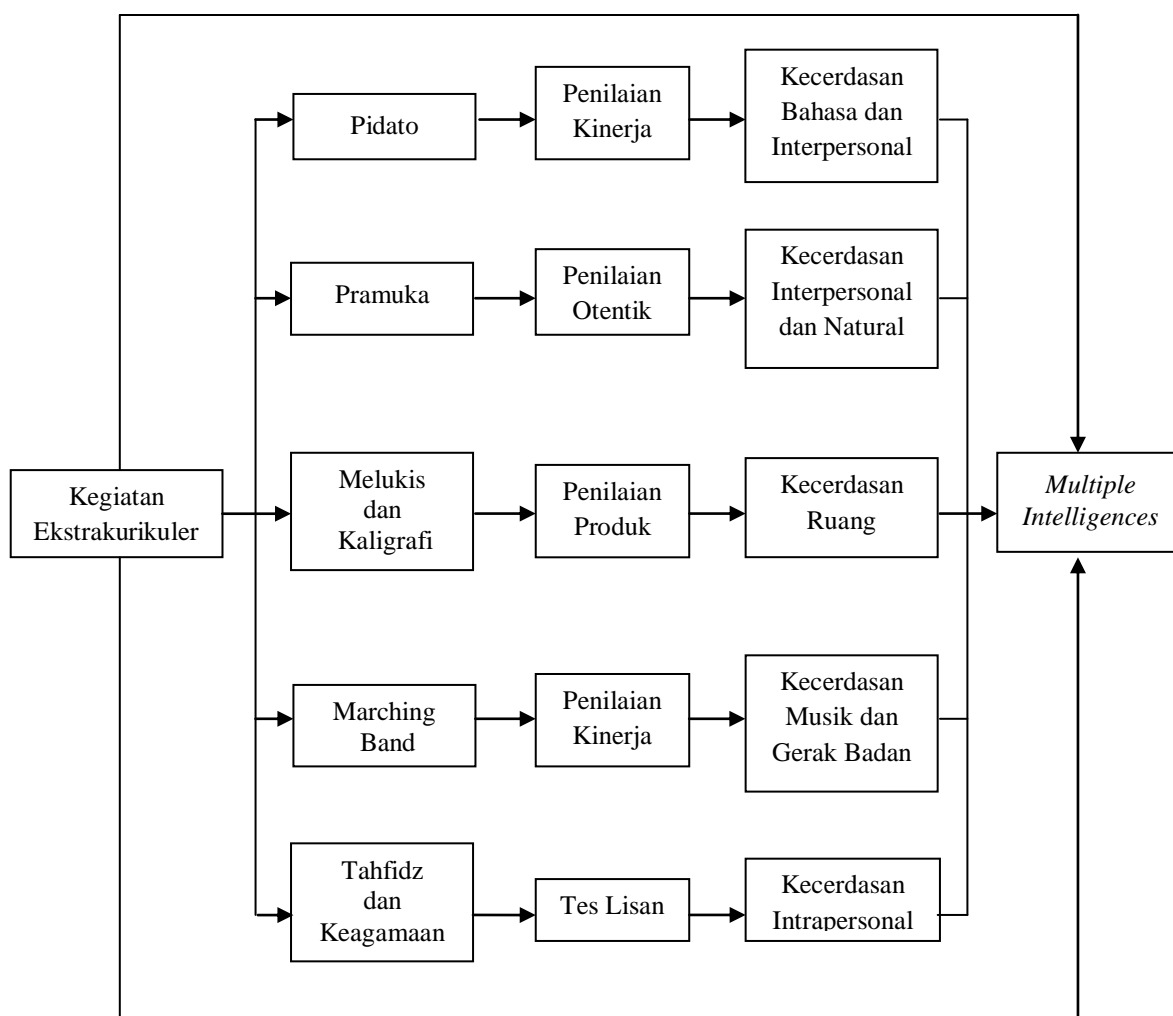 Pidato
Penilaian
Kinerja
Kecerdasan
Bahasa dan
Interpersonal
Pramuka
Penilaian
Otentik
Kecerdasan
Interpersonal
dan Natural
Kegiatan
Ekstrakurikuler
Melukis
dan
Kaligrafi
Penilaian
Produk
Kecerdasan
Ruang
Multiple
Intelligences
Marching
Band
Penilaian
Kinerja
Kecerdasan
Musik dan
Gerak Badan
Tahfidz
dan
Keagamaan
Tes Lisan
Kecerdasan
Intrapersonal